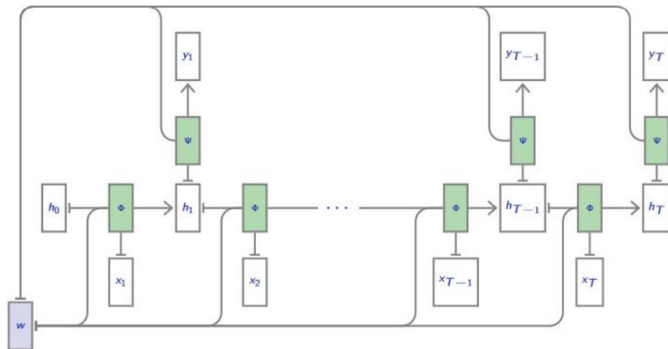 y1 yT−1 yT
Ψ Ψ Ψ
h0 Φ h1 Φ ... Φ hT−1 Φ hT
x1 x2 xT−1 xT
w